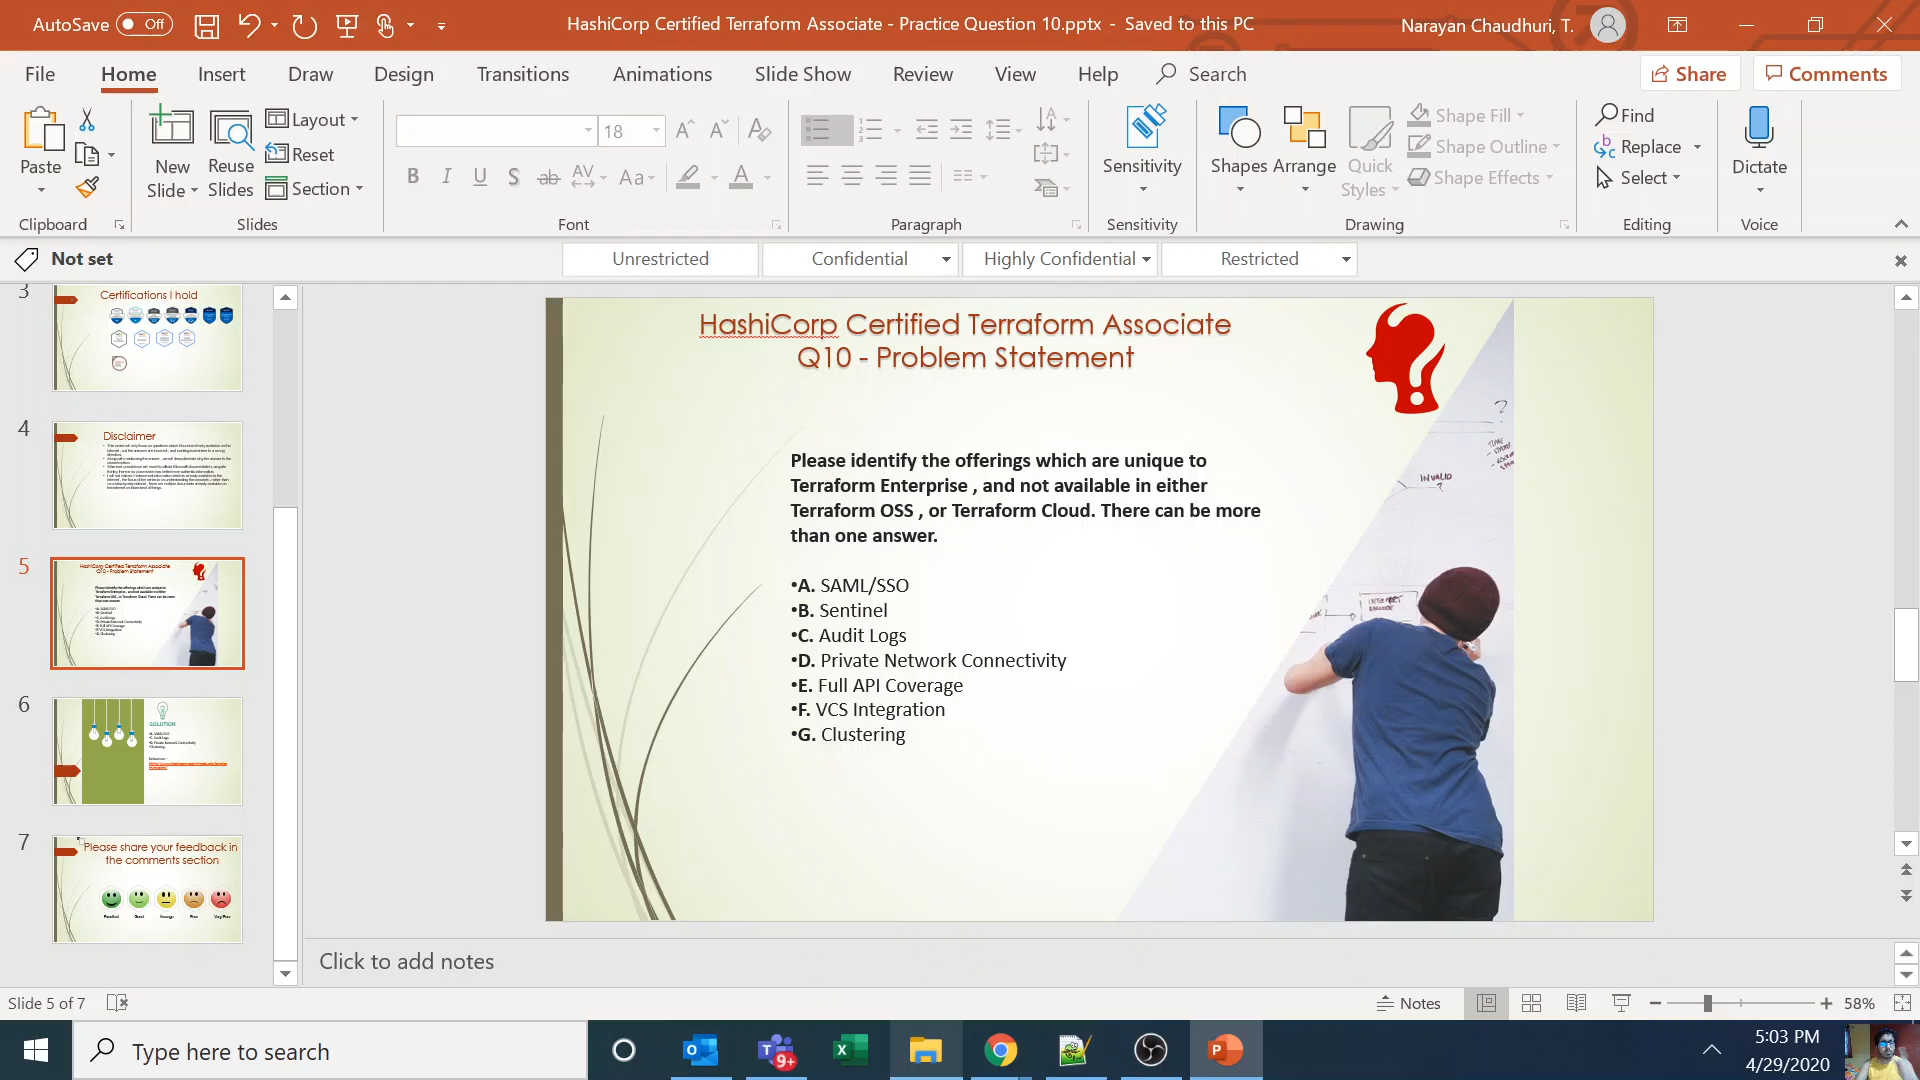 AutoSave Off
HashiCorp Certified Terraform Associate - Practice Question 10.pptx - Saved to this PC
Narayan Chaudhuri, T.
File Home Insert Draw Design Transitions Animations Slide Show Review View Help Search
Share Comments
Paste
New Slide
Reuse Slides
Layout
Reset
Section
18
Sensitivity
Shapes Arrange Quick Styles
Shape Fill
Shape Outline
Shape Effects
Find
Replace
Select
Dictate
Clipboard Slides Font Paragraph Sensitivity Drawing Editing Voice
Not set
Unrestricted Confidential Highly Confidential Restricted
3
Certifications I hold
4
Disclaimer
5
HashiCorp Certified Terraform Associate
Q10 - Problem Statement
6
SOLUTION
7
Please share your feedback in
the comments section
HashiCorp Certified Terraform Associate
Q10 - Problem Statement
Please identify the offerings which are unique to
Terraform Enterprise , and not available in either
Terraform OSS , or Terraform Cloud. There can be more
than one answer.
•A. SAML/SSO
•B. Sentinel
•C. Audit Logs
•D. Private Network Connectivity
•E. Full API Coverage
•F. VCS Integration
•G. Clustering
INVALID
?
Click to add notes
Slide 5 of 7
Notes
58%
Type here to search
9+
5:03 PM
4/29/2020